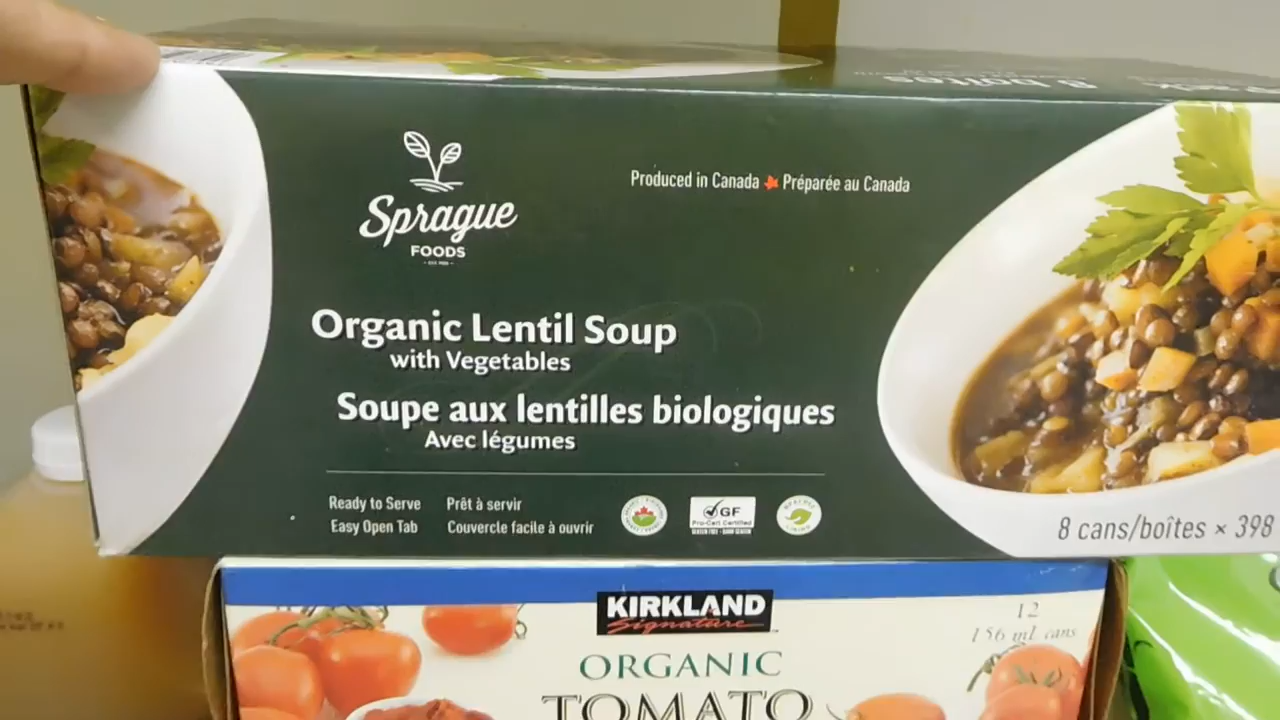 8 boîtes
Produced in Canada Préparée au Canada
Sprague
FOODS
Organic Lentil Soup
with Vegetables
Soupe aux lentilles biologiques
Avec légumes
Ready to Serve Prêt à servir
Easy Open Tab Couvercle facile à ouvrir
GF
Pro-Cert Certified
8 cans/boîtes × 398
KIRKLAND
Signature
12
156 ml cans
ORGANIC
TOMATO